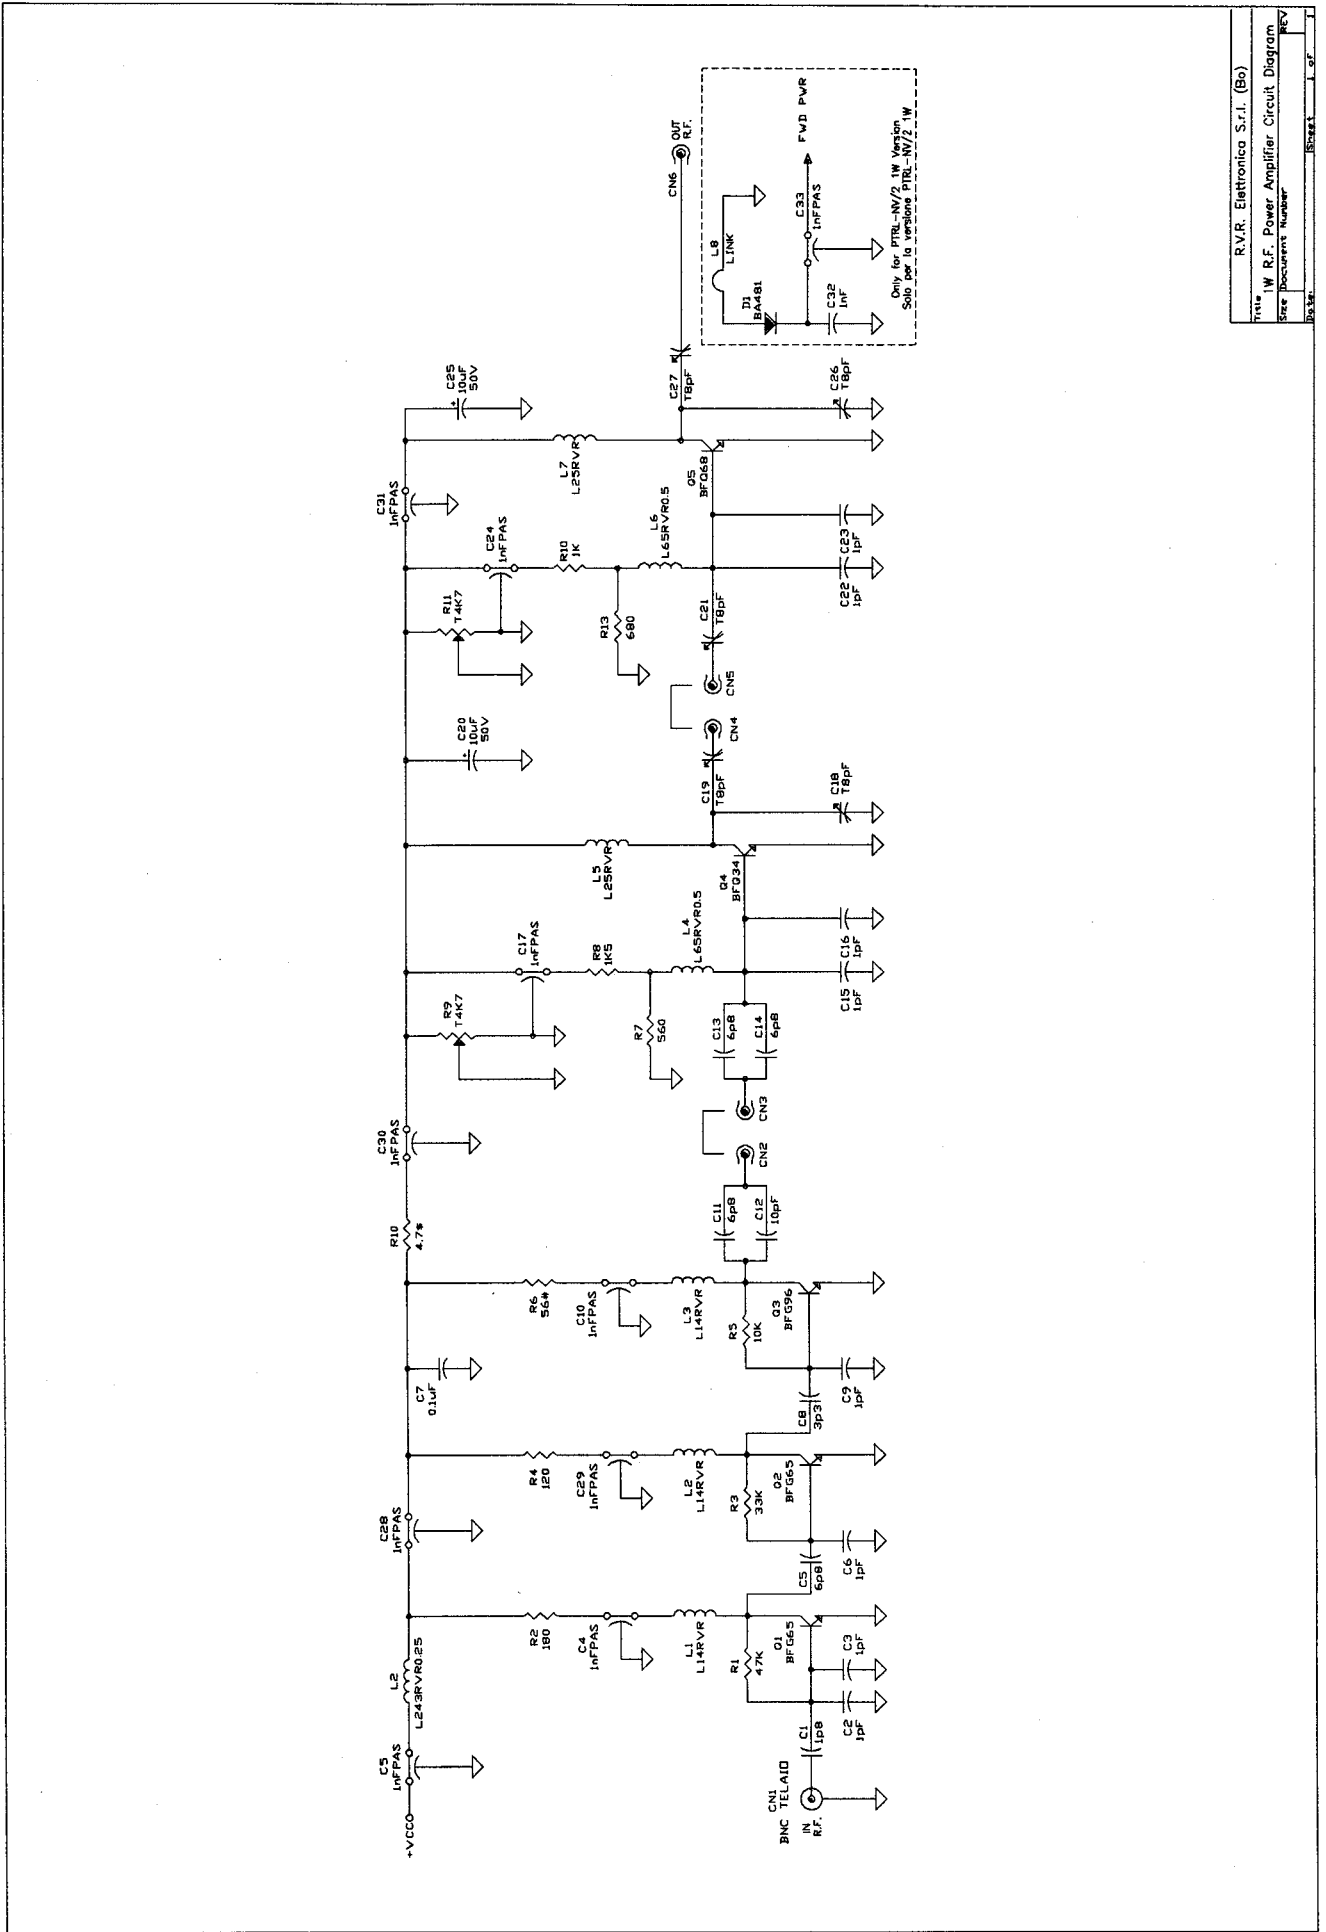 +VCC
C5
1nFPAS
L2
L243RVR0.25
C28
1nFPAS
C7
0.1uF
R10
4.7*
C30
1nFPAS
C20
10uF
50V
C31
1nFPAS
C25
10uF
50V
R2
180
C4
1nFPAS
L1
L14RVR
R1
47K
Q1
BFG65
CN1
BNC TELAIO
IN
R.F.
C1
1p8
C2
1pF
C3
1pF
R4
120
C29
1nFPAS
L2
L14RVR
R3
33K
Q2
BFG65
C5
6p8
C6
1pF
R6
56#
C10
1nFPAS
L3
L14RVR
R5
10K
Q3
BFG96
C8
3p3
C9
1pF
C11
6p8
C12
10pF
CN2
CN3
C13
6p8
C14
6p8
R9
T4K7
C17
1nFPAS
R8
1K5
R7
560
L4
L65RVR0.5
C15
1pF
C16
1pF
Q4
BFQ34
L5
L25RVR
C18
T8pF
C19
T8pF
CN4
CN5
C21
T8pF
R11
T4K7
C24
1nFPAS
R10
1K
R13
680
L6
L65RVR0.5
C22
1pF
C23
1pF
Q5
BFQ68
L7
L25RVR
C26
T8pF
C27
T8pF
CN6
OUT
R.F.
L8
LINK
D1
BA481
C32
1nF
C33
1nFPAS
FWD PWR
Only for PTRL-NV/2 1W Version
Solo per la versione PTRL-NV/2 1W
R.V.R. Elettronica S.r.l. (Bo)
Title
1W R.F. Power Amplifier Circuit Diagram
Size
Document Number
REV
Date:
Sheet 1 of 1